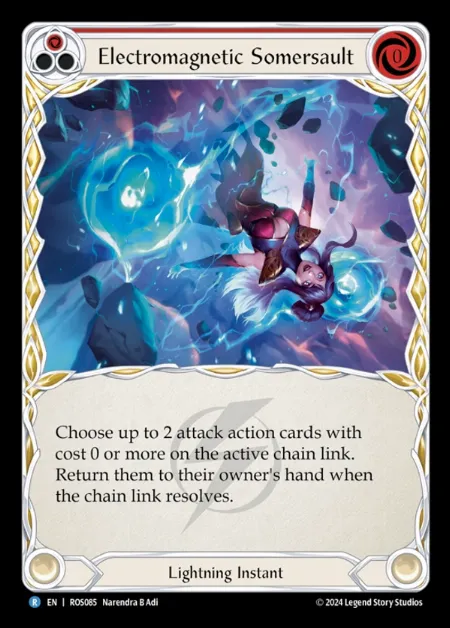 Electromagnetic Somersault
0
Choose up to 2 attack action cards with
cost 0 or more on the active chain link.
Return them to their owner's hand when
the chain link resolves.
Lightning Instant
R EN | ROS085 Narendra B Adi
© 2024 Legend Story Studios